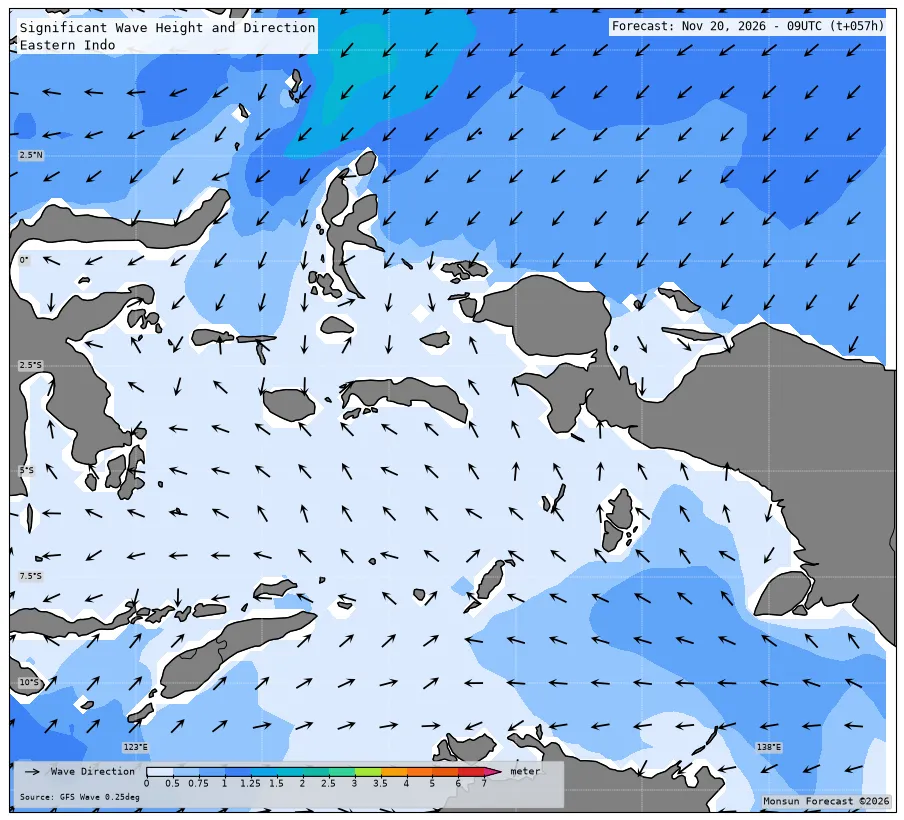 Significant Wave Height and Direction
Eastern Indo
Forecast: Nov 20, 2026 - 09UTC (t+057h)
2.5°N
0°
2.5°S
5°S
7.5°S
10°S
123°E
138°E
Wave Direction
meter
0 0.5 0.75 1 1.25 1.5 2 2.5 3 3.5 4 5 6 7
Source: GFS Wave 0.25deg
Monsun Forecast ©2026